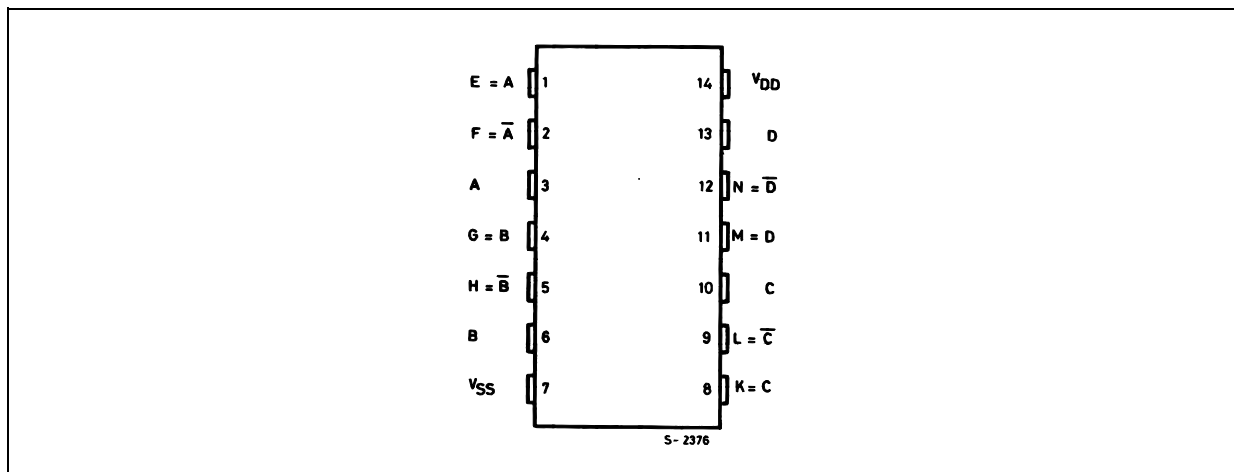 E = A 1 14 VDD
F = A̅ 2 13 D
A 3 12 N = D̅
G = B 4 11 M = D
H = B̅ 5 10 C
B 6 9 L = C̅
VSS 7 8 K = C
S- 2376